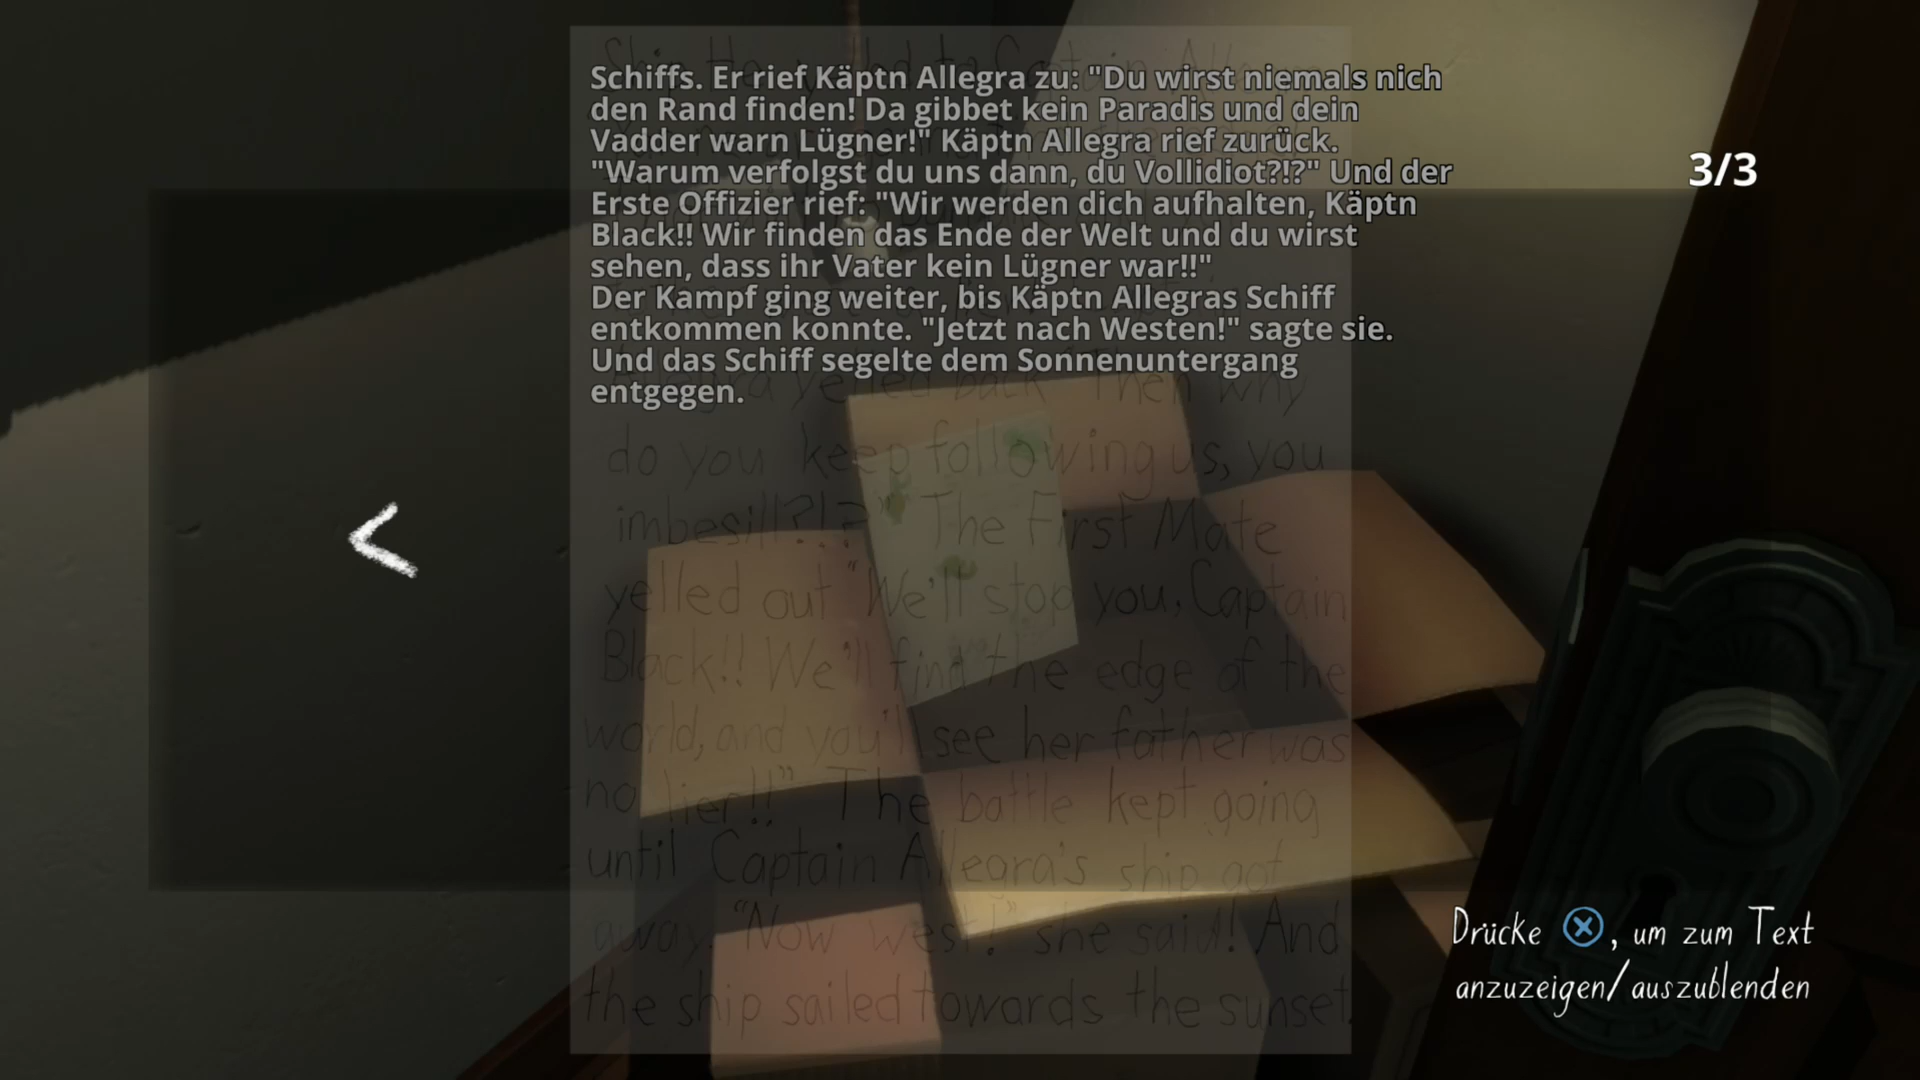 Schiffs. Er rief Käptn Allegra zu: "Du wirst niemals nich
den Rand finden! Da gibbet kein Paradis und dein
Vadder warn Lügner!" Käptn Allegra rief zurück.
"Warum verfolgst du uns dann, du Vollidiot?!?" Und der
Erste Offizier rief: "Wir werden dich aufhalten, Käptn
Black!! Wir finden das Ende der Welt und du wirst
sehen, dass ihr Vater kein Lügner war!!"
Der Kampf ging weiter, bis Käptn Allegras Schiff
entkommen konnte. "Jetzt nach Westen!" sagte sie.
Und das Schiff segelte dem Sonnenuntergang
entgegen.
3/3
Allegra yelled back "Then why
do you keep following us, you
imbesill?!?" The First Mate
yelled out "We'll stop you, Captain
Black!! We'll find the edge of the
world, and you'll see her father was
no lier!!" The battle kept going
until Captain Allegra's ship got
away. "Now west!" she said! And
the ship sailed towards the sunset.
Drücke , um zum Text
anzuzeigen/auszublenden